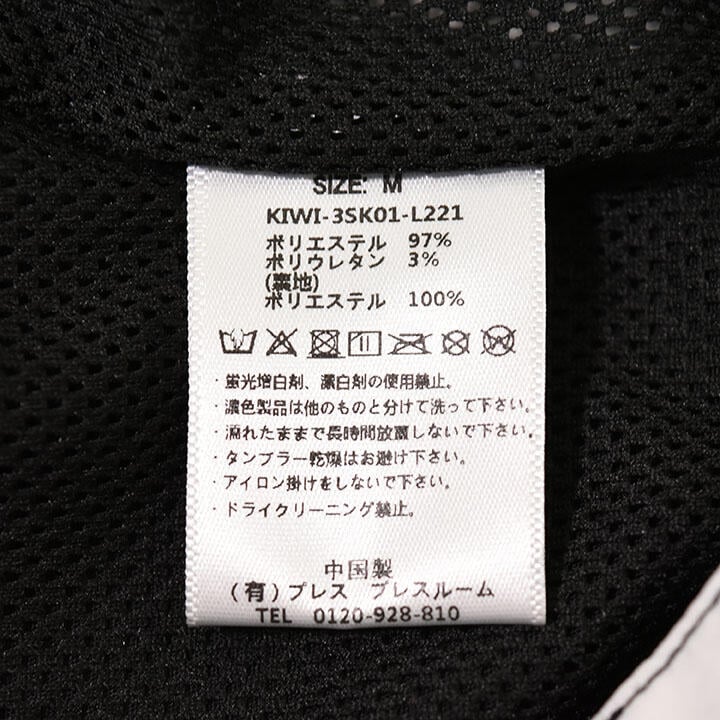 SIZE: M
KIWI-3SK01-L221
ポリエステル 97%
ポリウレタン 3%
(裏地)
ポリエステル 100%
・蛍光増白剤、漂白剤の使用禁止。
・濃色製品は他のものと分けて洗って下さい。
・濡れたままで長時間放置しないで下さい。
・タンブラー乾燥はお避け下さい。
・アイロン掛けをしないで下さい。
・ドライクリーニング禁止。
中国製
(有)プレス プレスルーム
TEL 0120-928-810